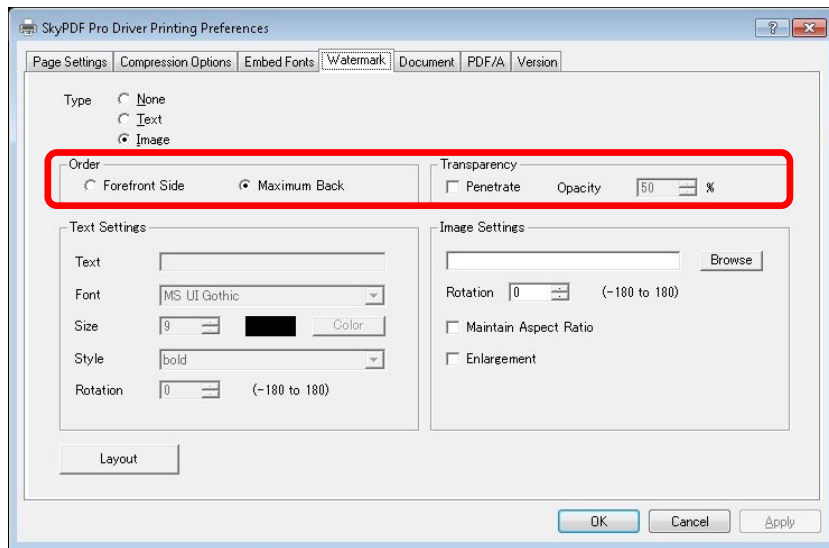 SkyPDF Pro Driver Printing Preferences
Page Settings Compression Options Embed Fonts Watermark Document PDF/A Version
Type None
Text
Image
Order
Forefront Side Maximum Back
Transparency
Penetrate Opacity 50 %
Text Settings
Text
Font MS UI Gothic
Size 9 Color
Style bold
Rotation 0 (-180 to 180)
Image Settings
Browse
Rotation 0 (-180 to 180)
Maintain Aspect Ratio
Enlargement
Layout
OK Cancel Apply